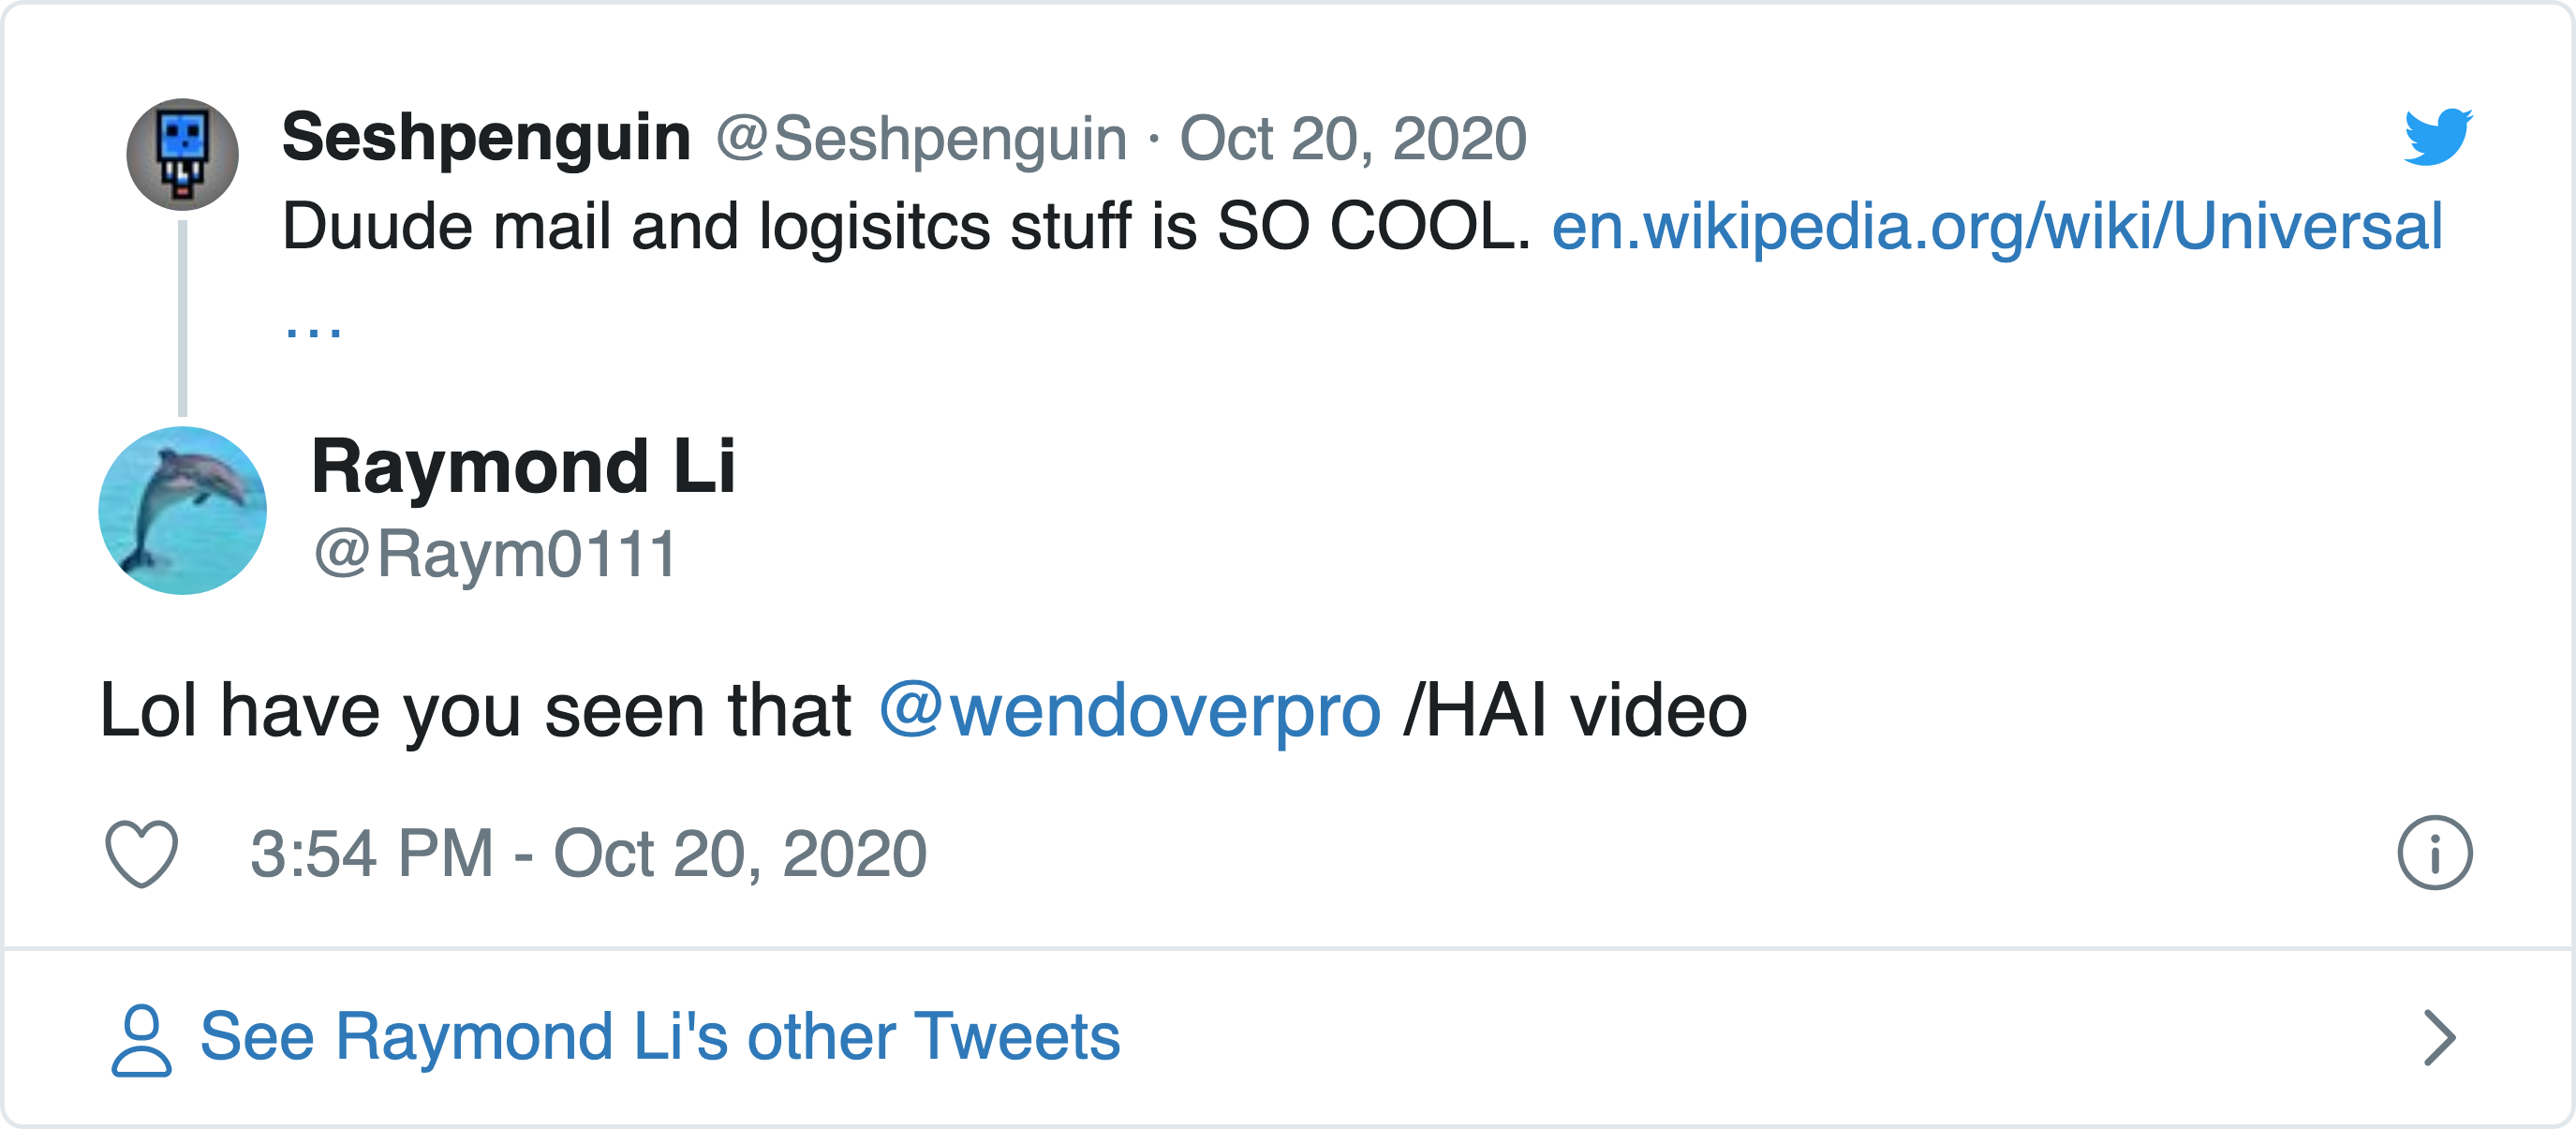 Seshpenguin @Seshpenguin · Oct 20, 2020
Duude mail and logisitcs stuff is SO COOL. en.wikipedia.org/wiki/Universal
…
Raymond Li
@Raym0111
Lol have you seen that @wendoverpro /HAI video
3:54 PM - Oct 20, 2020
See Raymond Li's other Tweets